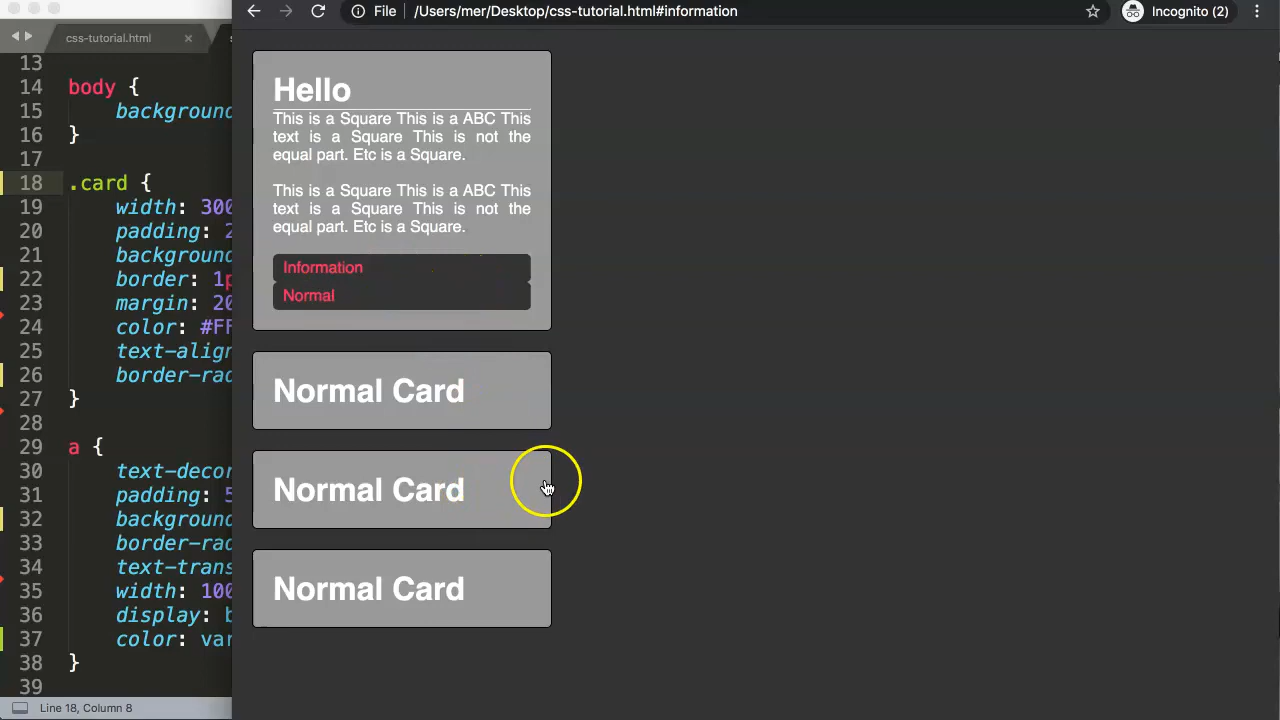 File /Users/mer/Desktop/css-tutorial.html#information Incognito (2)
css-tutorial.html
13
14 body {
15 background
16 }
17
18 .card {
19 width: 300
20 padding: 2
21 background
22 border: 1p
23 margin: 20
24 color: #FF
25 text-align
26 border-rad
27 }
28
29 a {
30 text-decor
31 padding: 5
32 background
33 border-rad
34 text-trans
35 width: 100
36 display: b
37 color: var
38 }
39
Line 18, Column 8
Hello
This is a Square This is a ABC This
text is a Square This is not the
equal part. Etc is a Square.
This is a Square This is a ABC This
text is a Square This is not the
equal part. Etc is a Square.
Information
Normal
Normal Card
Normal Card
Normal Card